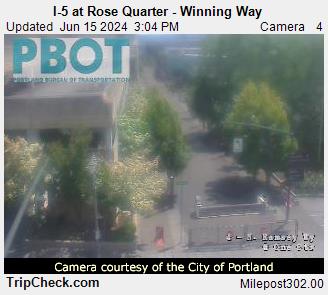 I-5 at Rose Quarter - Winning Way
Updated Jun 15 2024 3:04 PM Camera 4
PBOT
PORTLAND BUREAU OF TRANSPORTATION
Camera courtesy of the City of Portland
TripCheck.com Milepost302.00